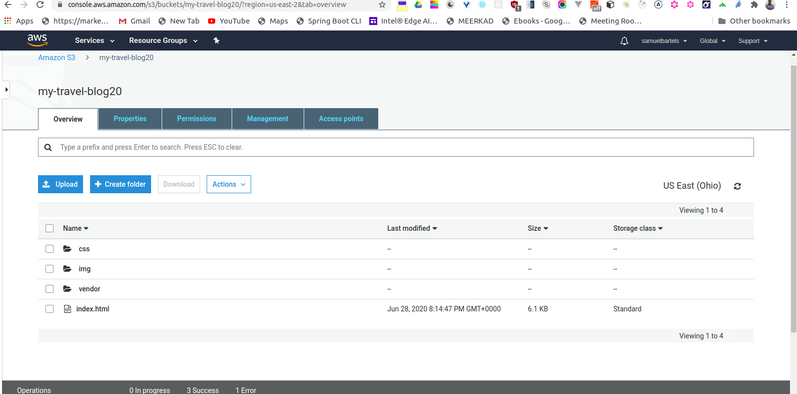 console.aws.amazon.com/s3/buckets/my-travel-blog20/?region=us-east-2&tab=overview
Apps https://marke... Gmail New Tab YouTube Maps Spring Boot CLI Intel® Edge AI... MEERKAD Ebooks - Goog... Meeting Roo... Other bookmarks
aws Services Resource Groups samuelbartels Global Support
Amazon S3 > my-travel-blog20
my-travel-blog20
Overview Properties Permissions Management Access points
Type a prefix and press Enter to search. Press ESC to clear.
Upload + Create folder Download Actions US East (Ohio)
Viewing 1 to 4
Name Last modified Size Storage class
css -- -- --
img -- -- --
vendor -- -- --
index.html Jun 28, 2020 8:14:47 PM GMT+0000 6.1 KB Standard
Viewing 1 to 4
Operations 0 In progress 3 Success 1 Error